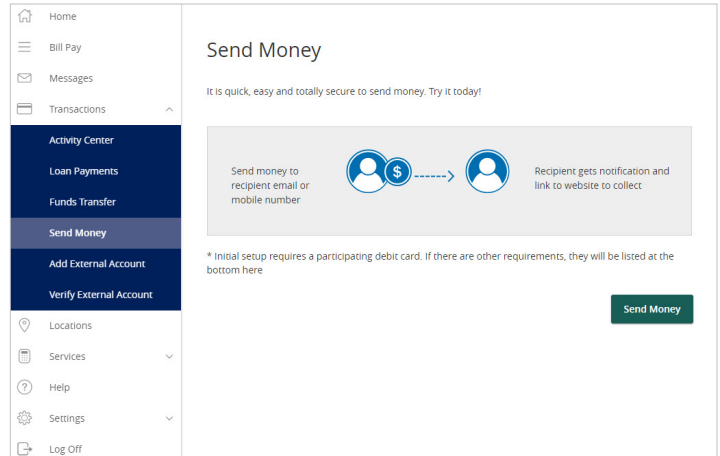 Home
Bill Pay
Messages
Transactions
Activity Center
Loan Payments
Funds Transfer
Send Money
Add External Account
Verify External Account
Locations
Services
Help
Settings
Log Off
Send Money
It is quick, easy and totally secure to send money. Try it today!
Send money to
recipient email or
mobile number
$
Recipient gets notification and
link to website to collect
* Initial setup requires a participating debit card. If there are other requirements, they will be listed at the
bottom here
Send Money